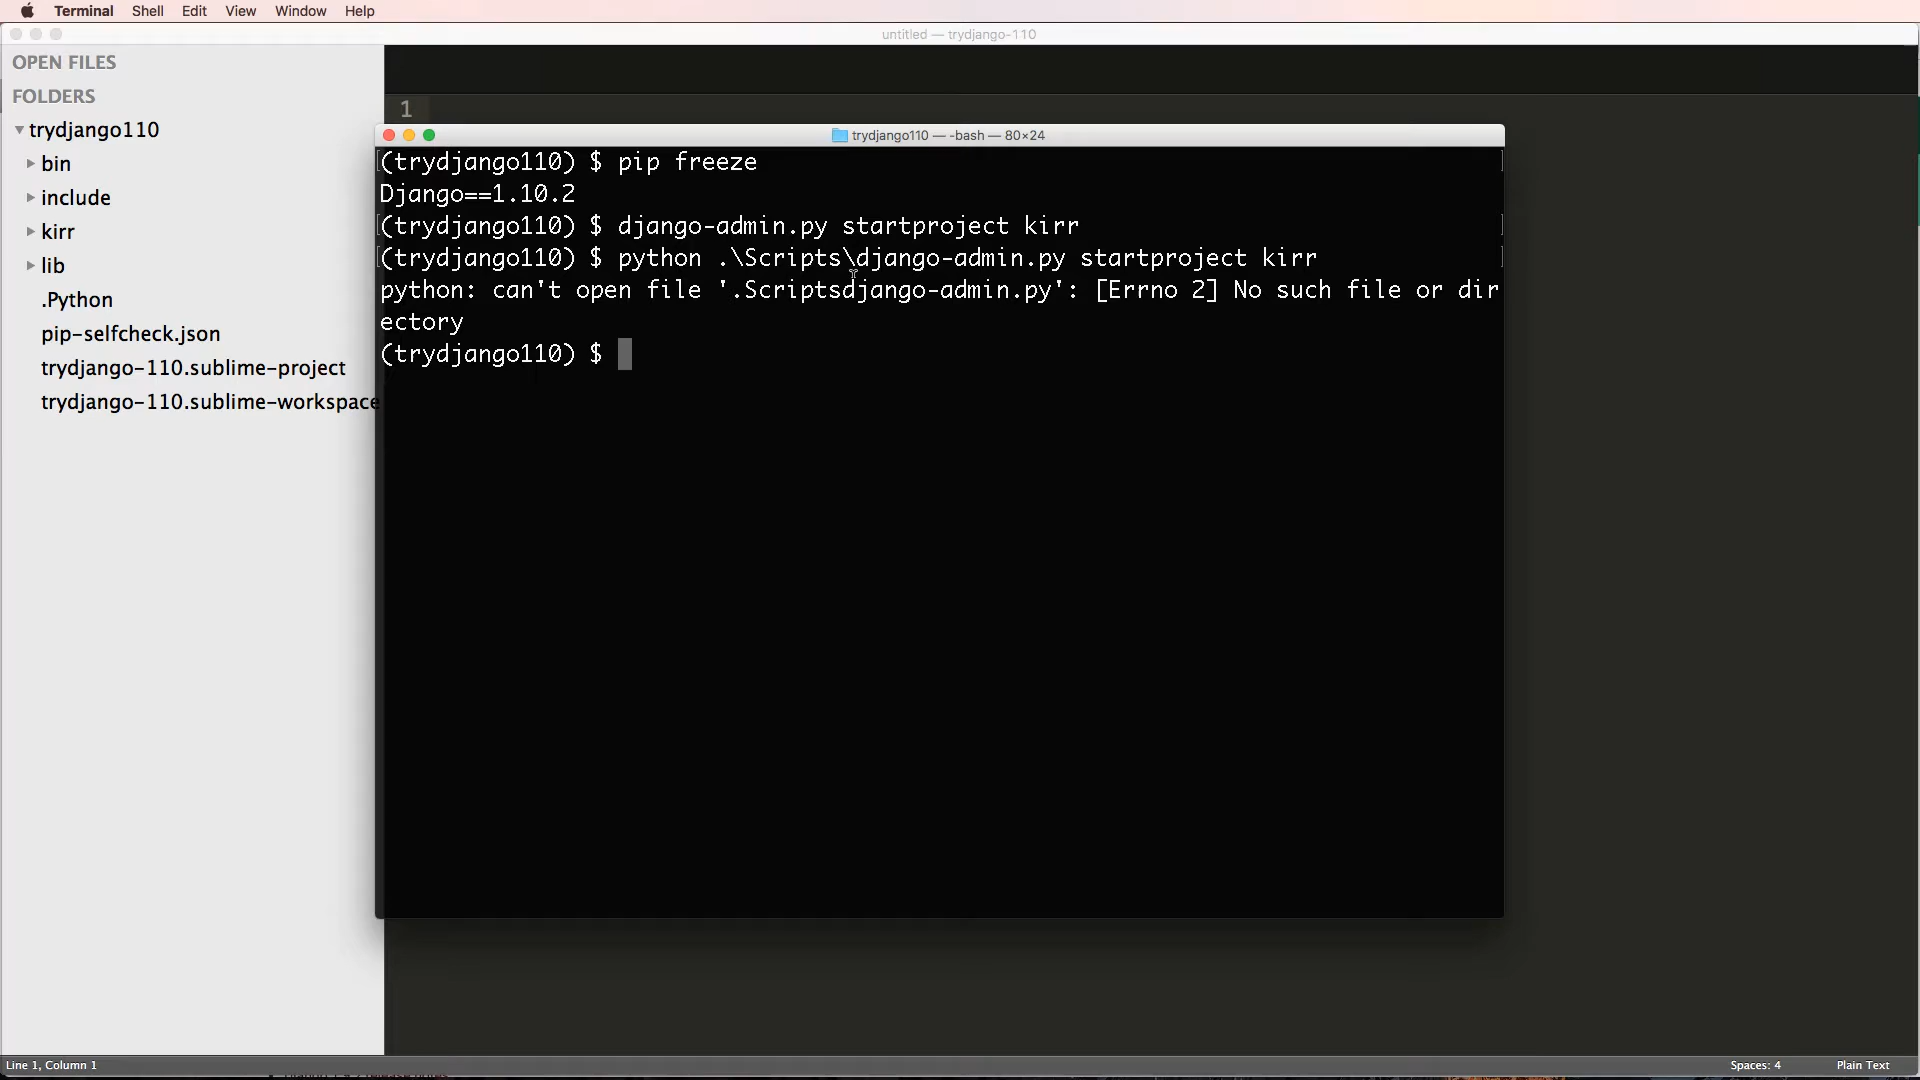 Terminal Shell Edit View Window Help
untitled — trydjango-110
OPEN FILES
FOLDERS
trydjango110
bin
include
kirr
lib
.Python
pip-selfcheck.json
trydjango-110.sublime-project
trydjango-110.sublime-workspace
1
trydjango110 — -bash — 80×24
(trydjango110) $ pip freeze
Django==1.10.2
(trydjango110) $ django-admin.py startproject kirr
(trydjango110) $ python .\Scripts\django-admin.py startproject kirr
python: can't open file '.Scriptsdjango-admin.py': [Errno 2] No such file or dir
ectory
(trydjango110) $
Line 1, Column 1
Spaces: 4
Plain Text